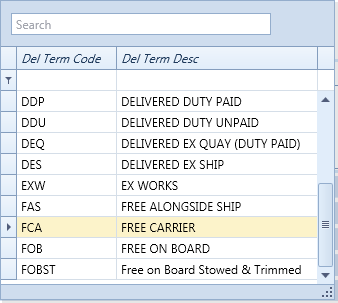 Search
Del Term Code Del Term Desc
DDP DELIVERED DUTY PAID
DDU DELIVERED DUTY UNPAID
DEQ DELIVERED EX QUAY (DUTY PAID)
DES DELIVERED EX SHIP
EXW EX WORKS
FAS FREE ALONGSIDE SHIP
FCA FREE CARRIER
FOB FREE ON BOARD
FOBST Free on Board Stowed & Trimmed